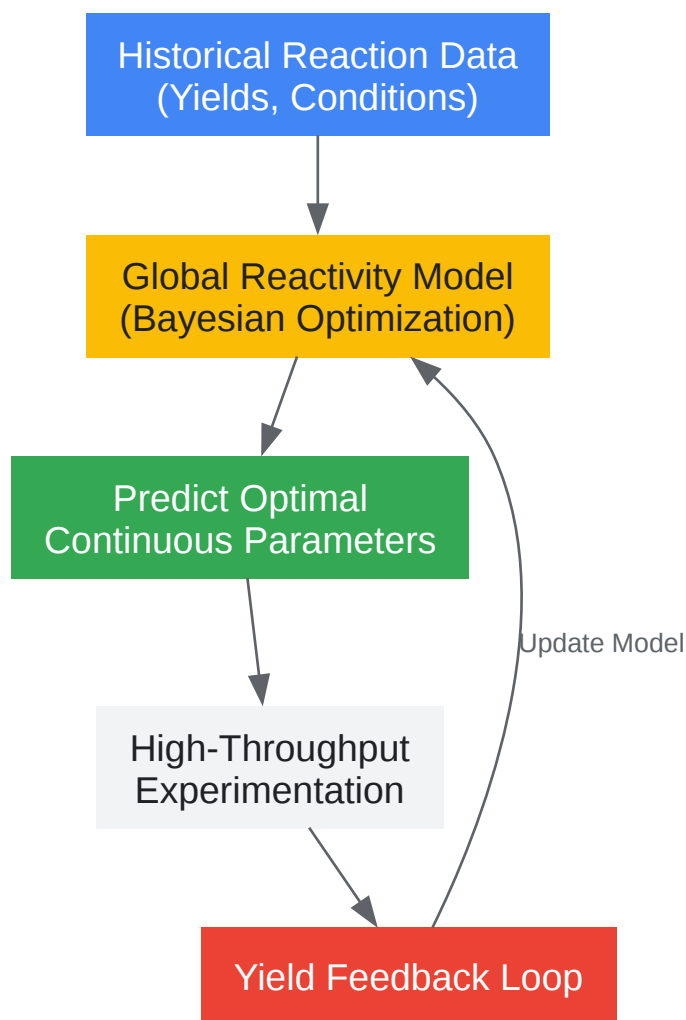 Historical Reaction Data
(Yields, Conditions)
Global Reactivity Model
(Bayesian Optimization)
Predict Optimal
Continuous Parameters
Update Model
High-Throughput
Experimentation
Yield Feedback Loop